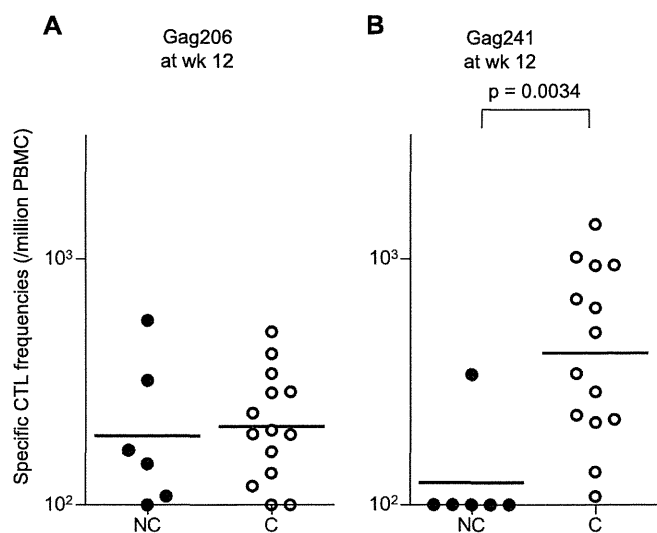 A
Gag206
at wk 12
B
Gag241
at wk 12
p = 0.0034
Specific CTL frequencies (/million PBMC)
10³
10²
NC
C
10³
10²
NC
C